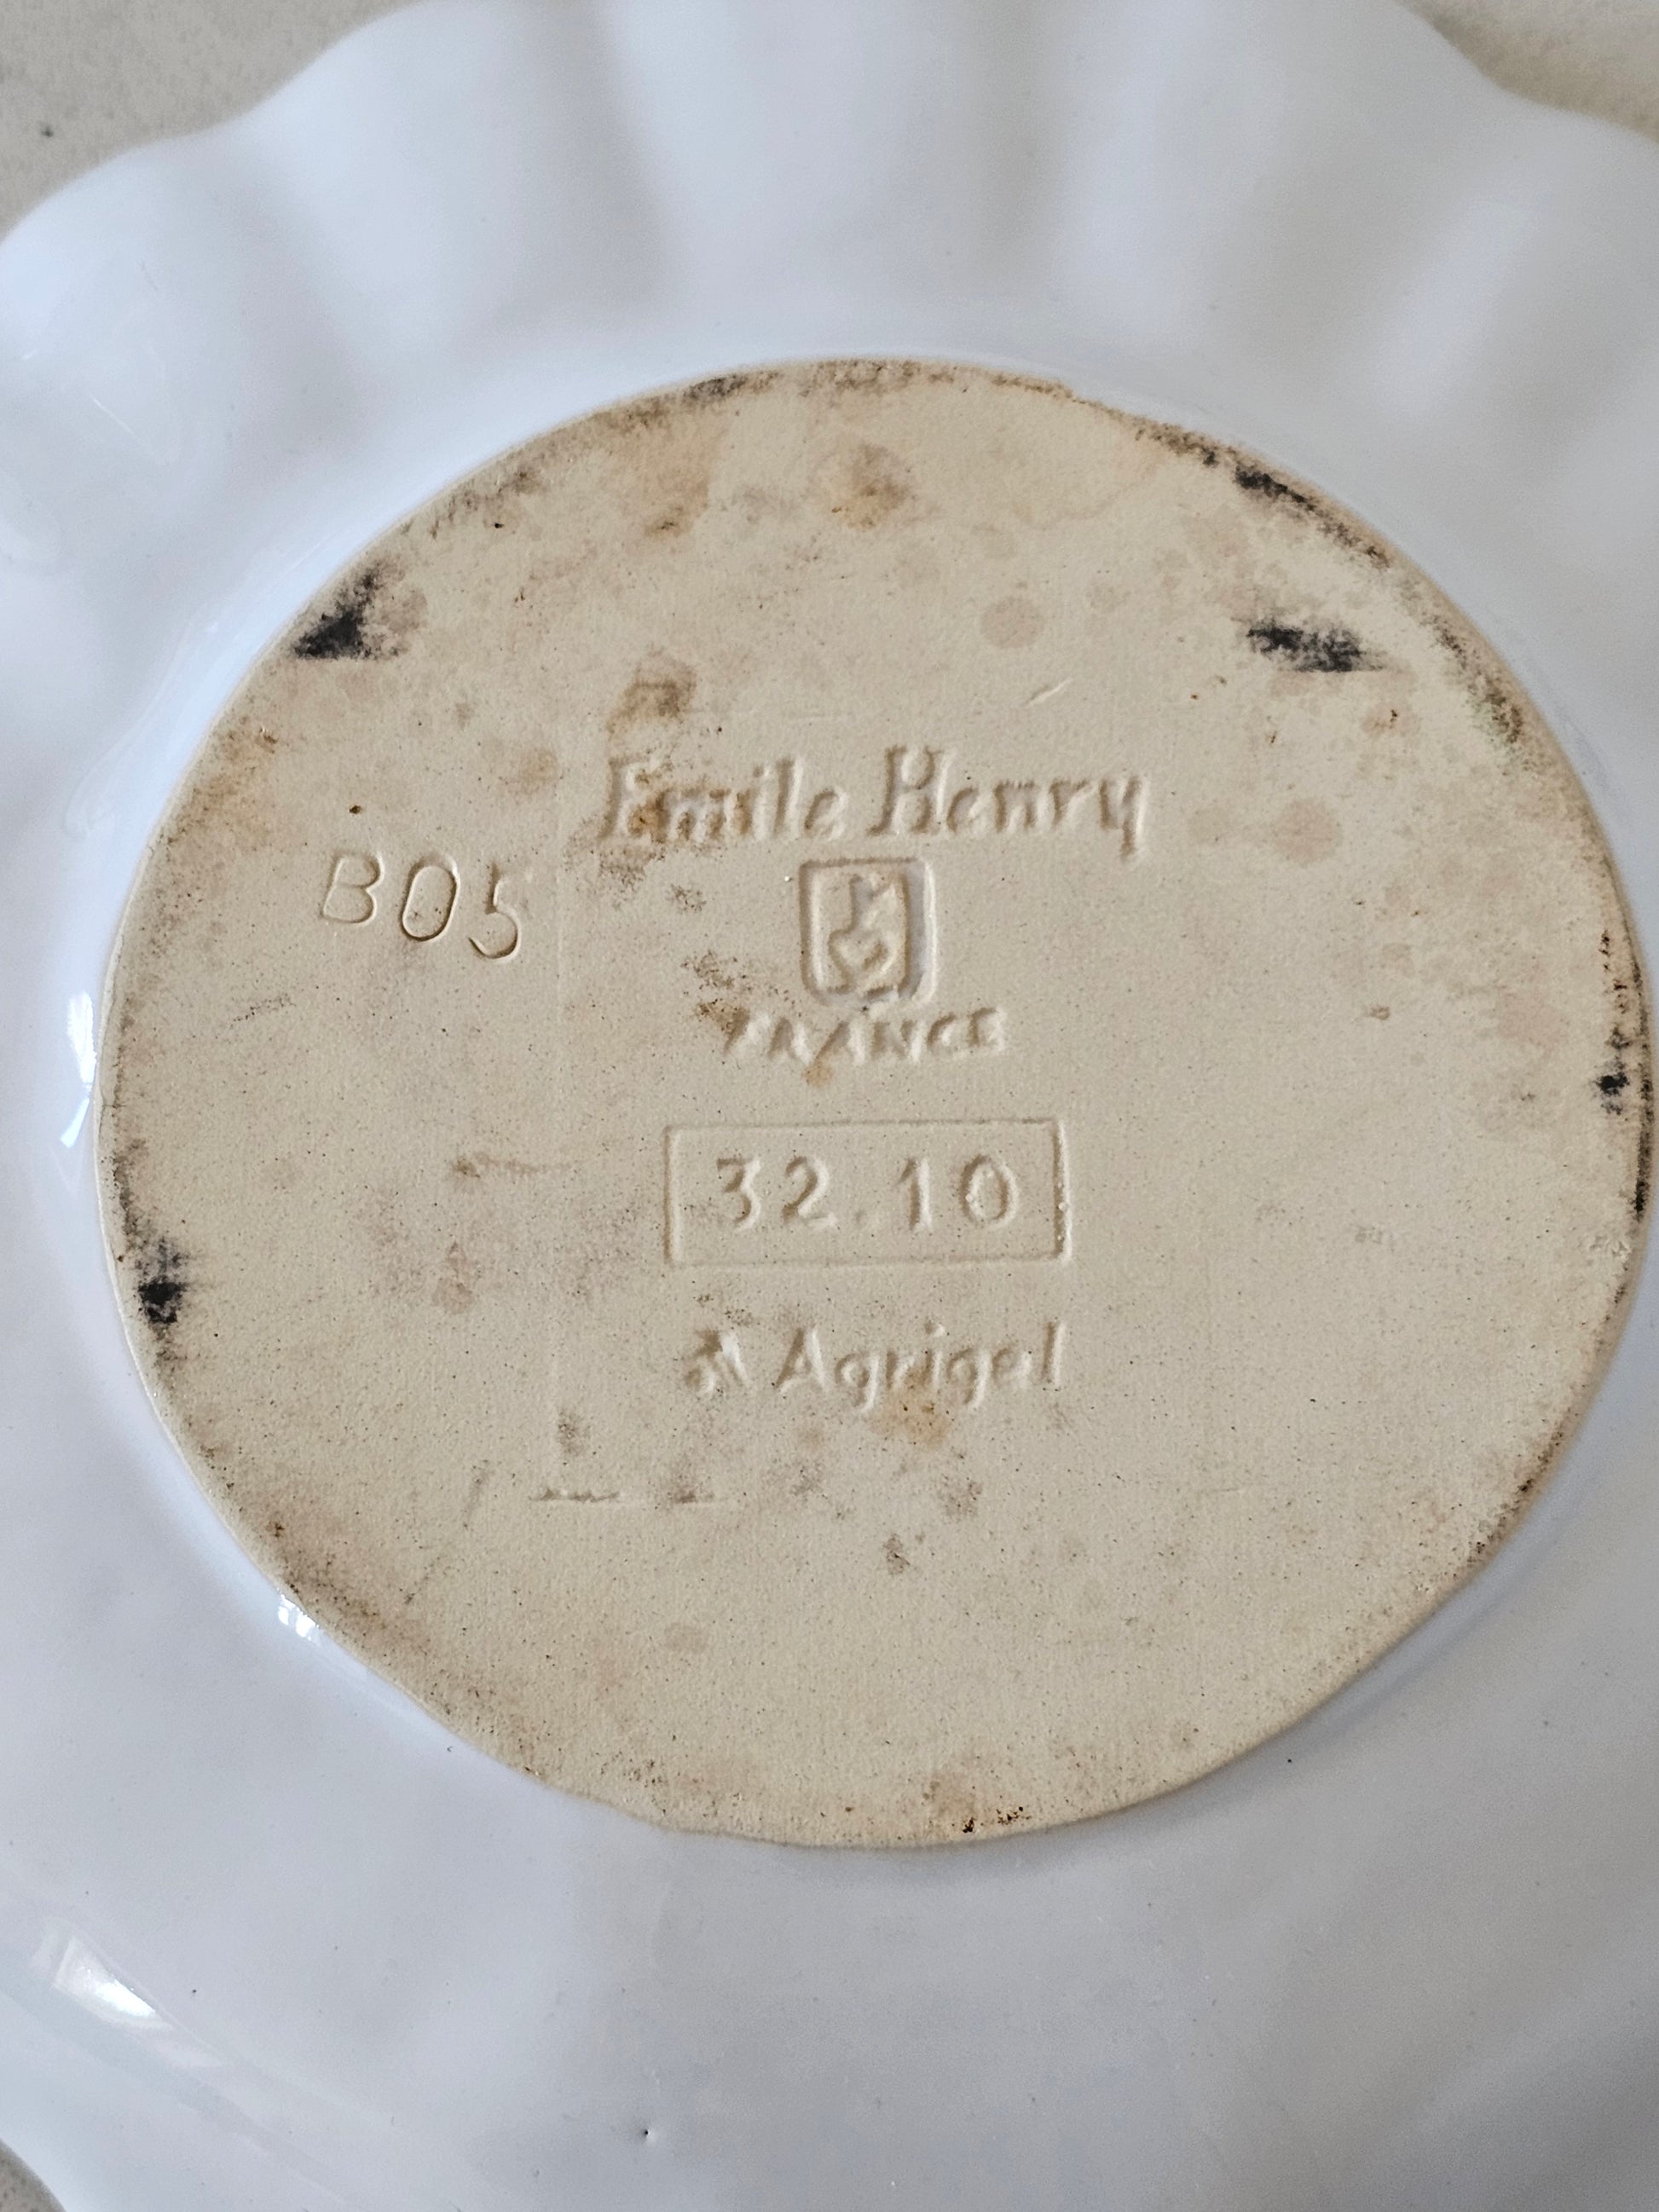 Emile Henry
B05
FRANCE
32.10
Agrigel